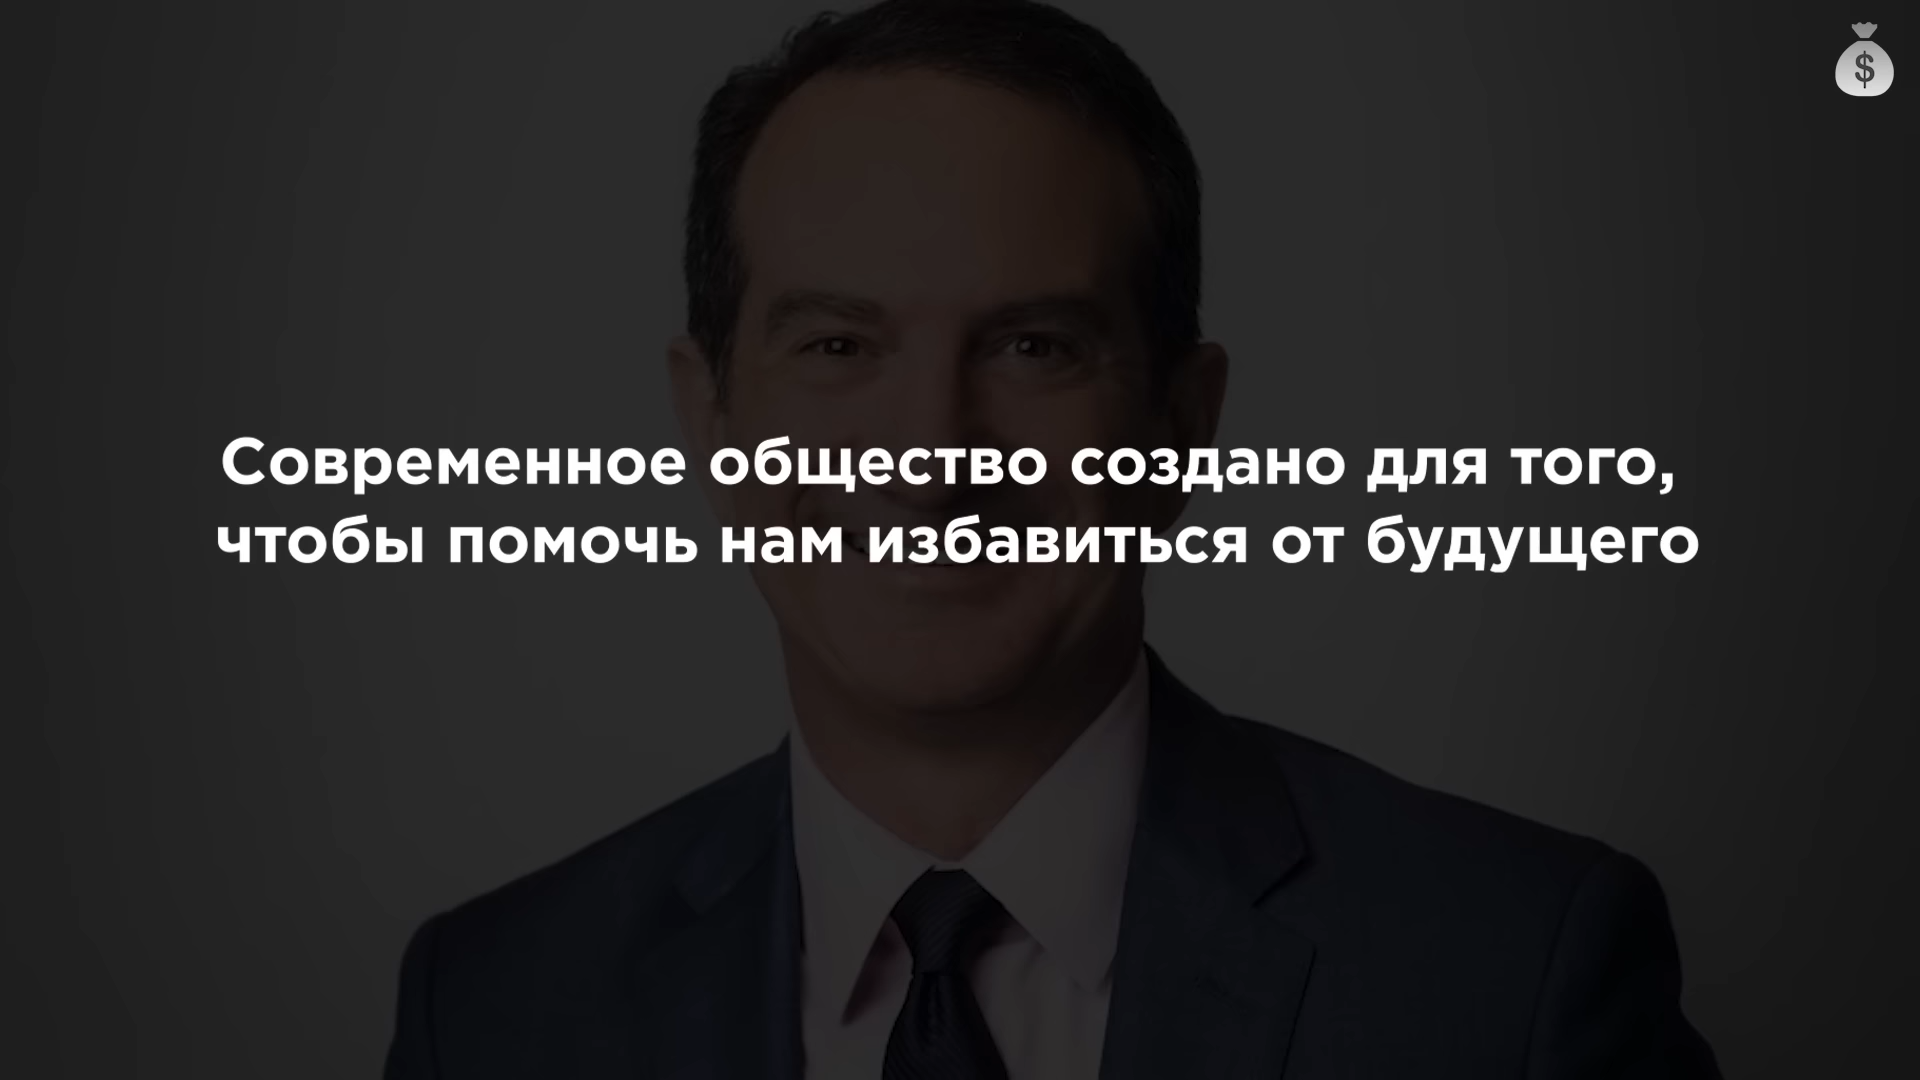 Современное общество создано для того,
чтобы помочь нам избавиться от будущего
$